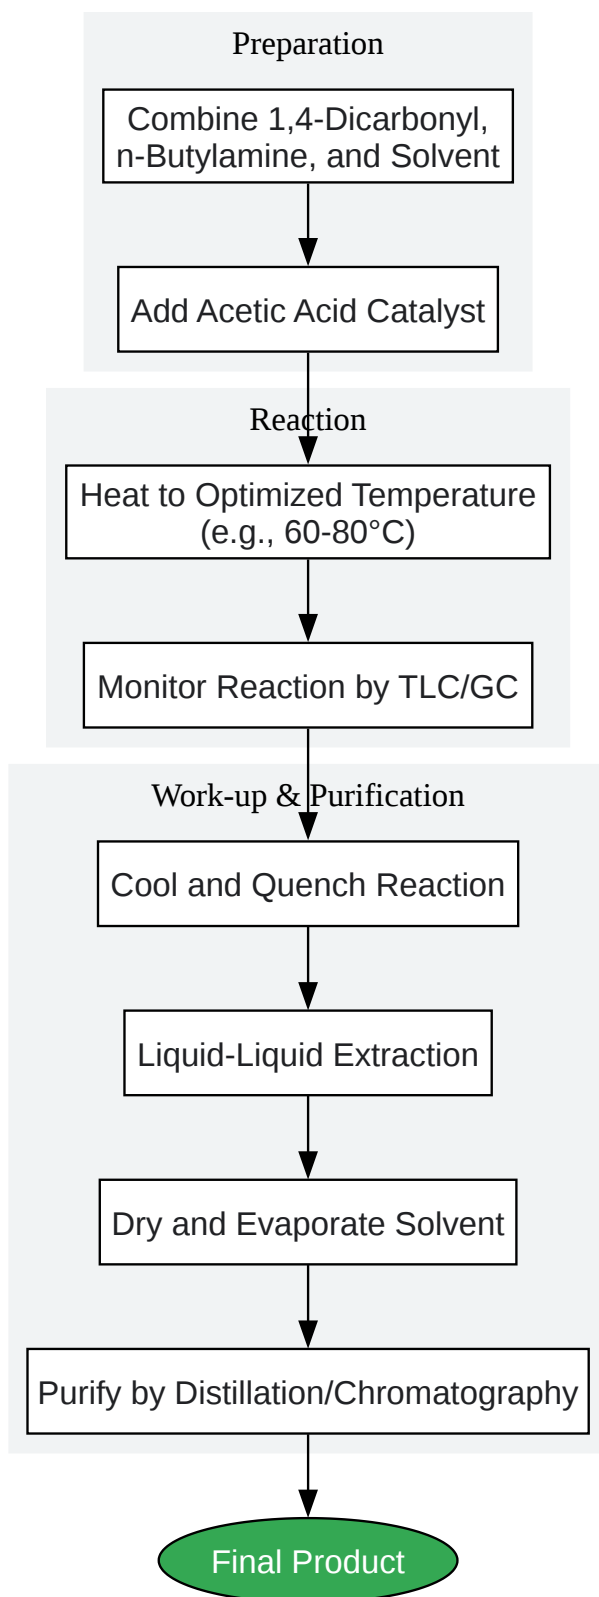 Preparation
Combine 1,4-Dicarbonyl,
n-Butylamine, and Solvent
Add Acetic Acid Catalyst
Reaction
Heat to Optimized Temperature
(e.g., 60-80°C)
Monitor Reaction by TLC/GC
Work-up & Purification
Cool and Quench Reaction
Liquid-Liquid Extraction
Dry and Evaporate Solvent
Purify by Distillation/Chromatography
Final Product